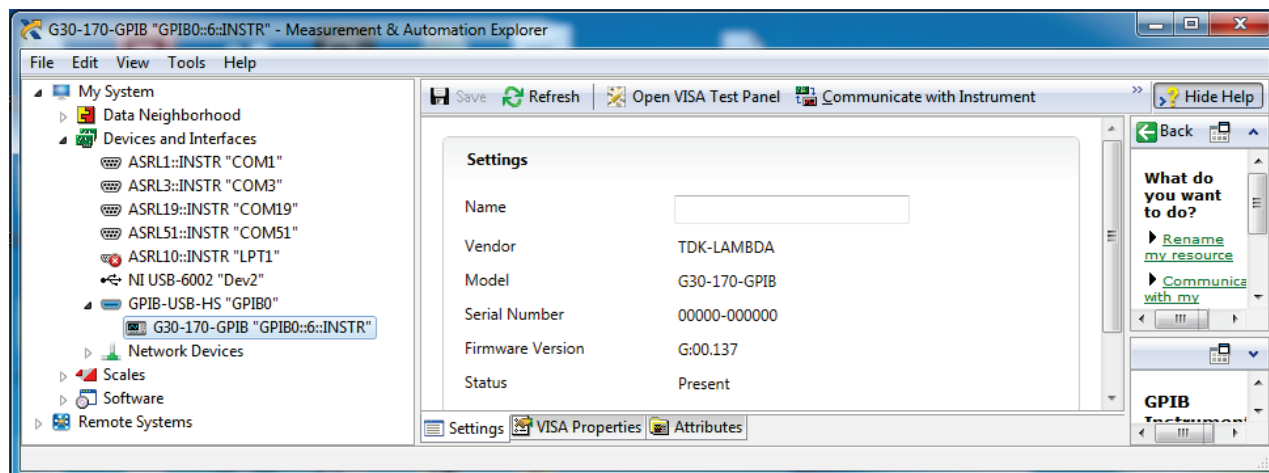 G30-170-GPIB "GPIB0::6::INSTR" - Measurement & Automation Explorer
File Edit View Tools Help
My System
Data Neighborhood
Devices and Interfaces
ASRL1::INSTR "COM1"
ASRL3::INSTR "COM3"
ASRL19::INSTR "COM19"
ASRL51::INSTR "COM51"
ASRL10::INSTR "LPT1"
NI USB-6002 "Dev2"
GPIB-USB-HS "GPIB0"
G30-170-GPIB "GPIB0::6::INSTR"
Network Devices
Scales
Software
Remote Systems
Save Refresh Open VISA Test Panel Communicate with Instrument
Settings
Name
Vendor TDK-LAMBDA
Model G30-170-GPIB
Serial Number 00000-000000
Firmware Version G:00.137
Status Present
Settings VISA Properties Attributes
» Hide Help
Back
What do
you want
to do?
Rename
my resource
Communica
with my
GPIB